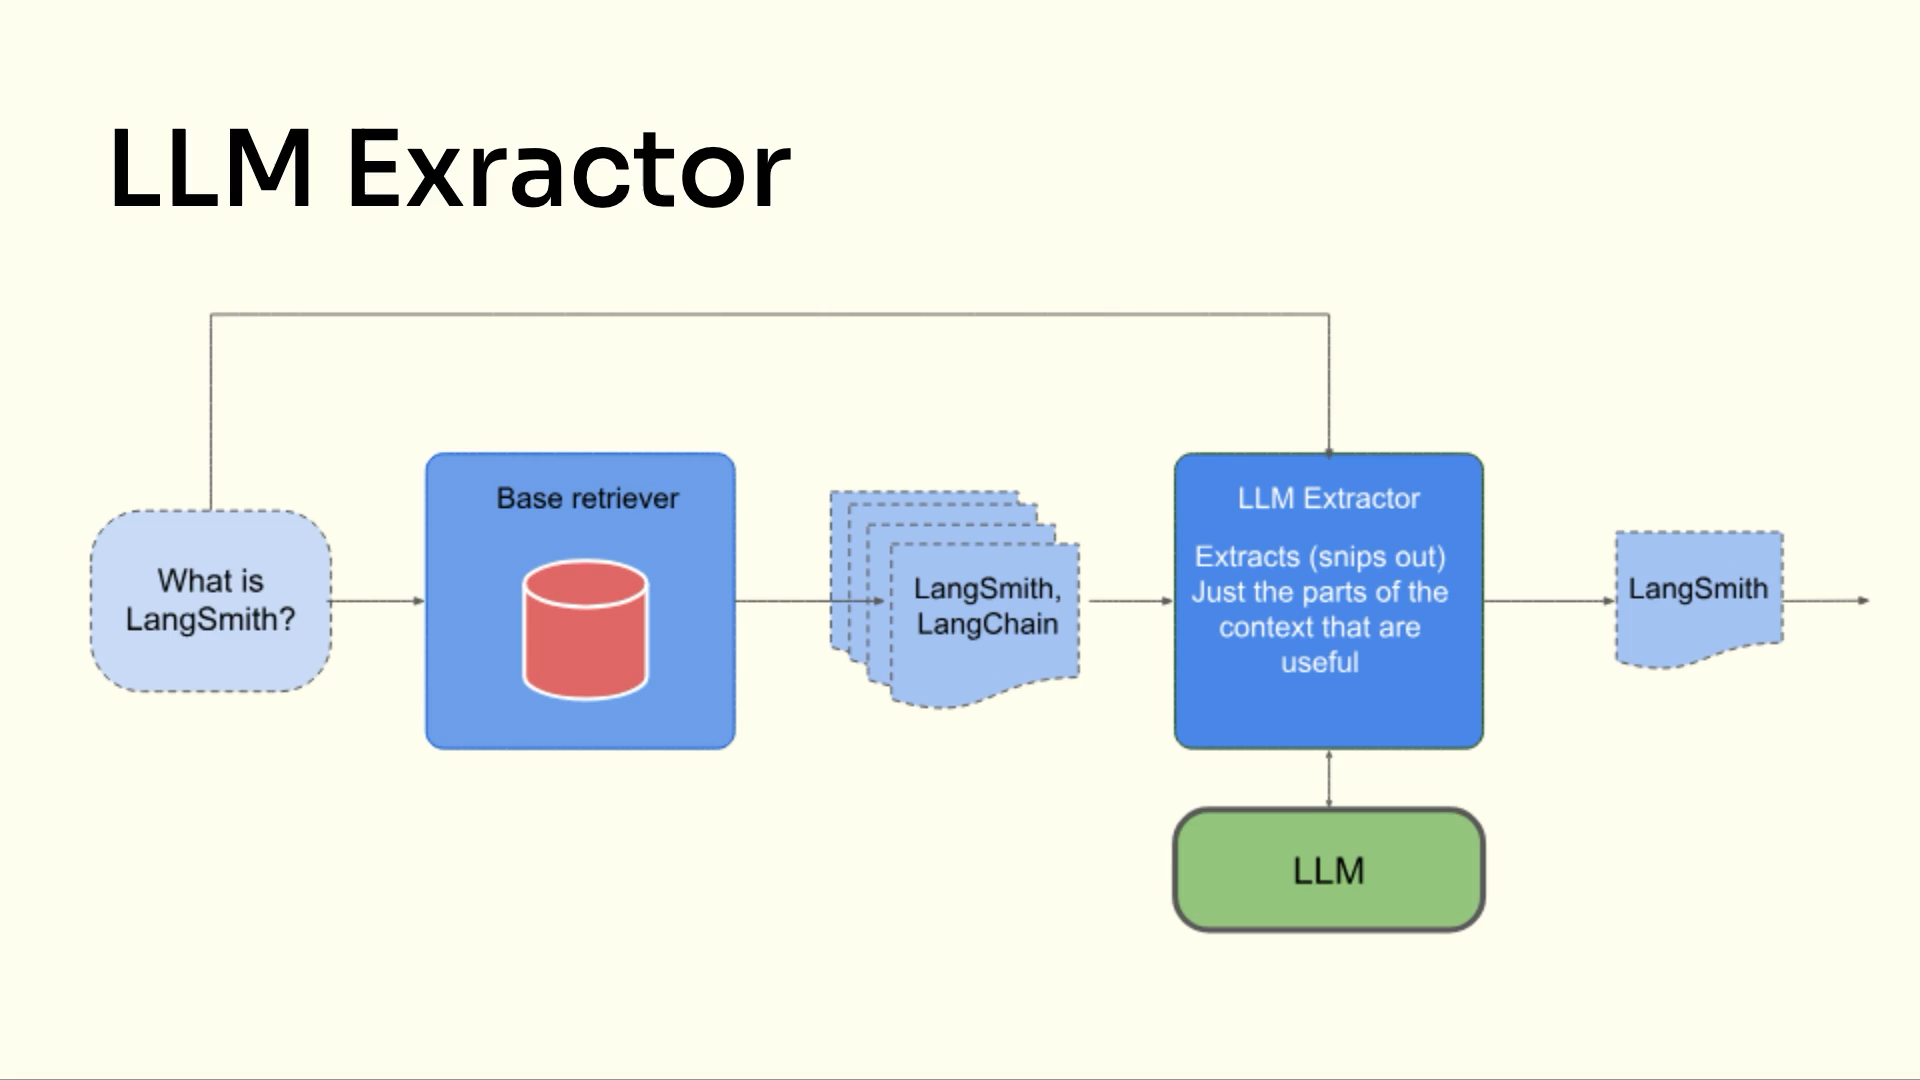 LLM Exractor
What is
LangSmith?
Base retriever
LangSmith,
LangChain
LLM Extractor
Extracts (snips out)
Just the parts of the
context that are
useful
LangSmith
LLM